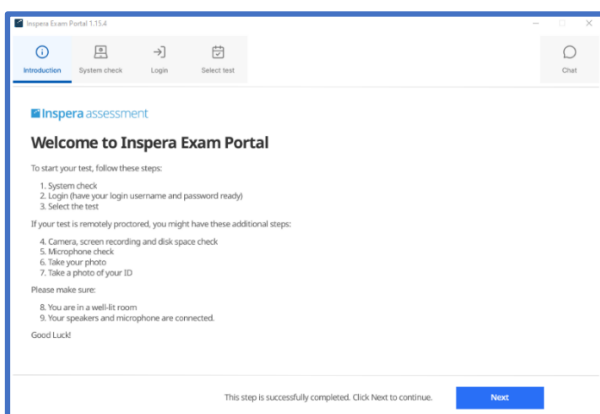 Inspera Exam Portal 1.15.4
Introduction
System check
Login
Select test
Chat
Inspera assessment
Welcome to Inspera Exam Portal
To start your test, follow these steps:
1. System check
2. Login (have your login username and password ready)
3. Select the test
If your test is remotely proctored, you might have these additional steps:
4. Camera, screen recording and disk space check
5. Microphone check
6. Take your photo
7. Take a photo of your ID
Please make sure:
8. You are in a well-lit room
9. Your speakers and microphone are connected.
Good Luck!
This step is successfully completed. Click Next to continue.
Next